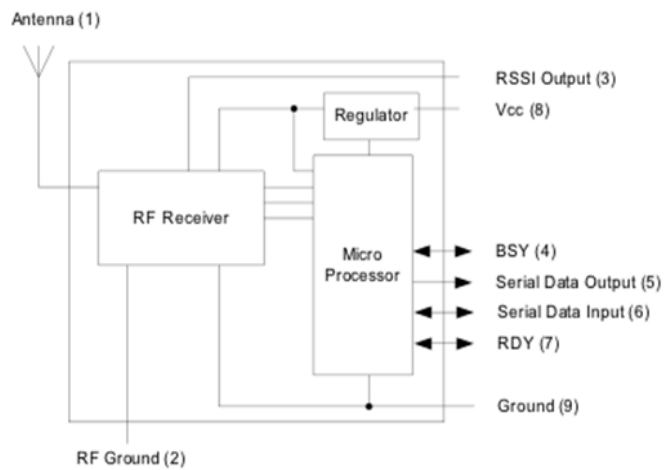 Antenna (1)
RSSI Output (3)
Regulator
Vcc (8)
RF Receiver
Micro
Processor
BSY (4)
Serial Data Output (5)
Serial Data Input (6)
RDY (7)
Ground (9)
RF Ground (2)